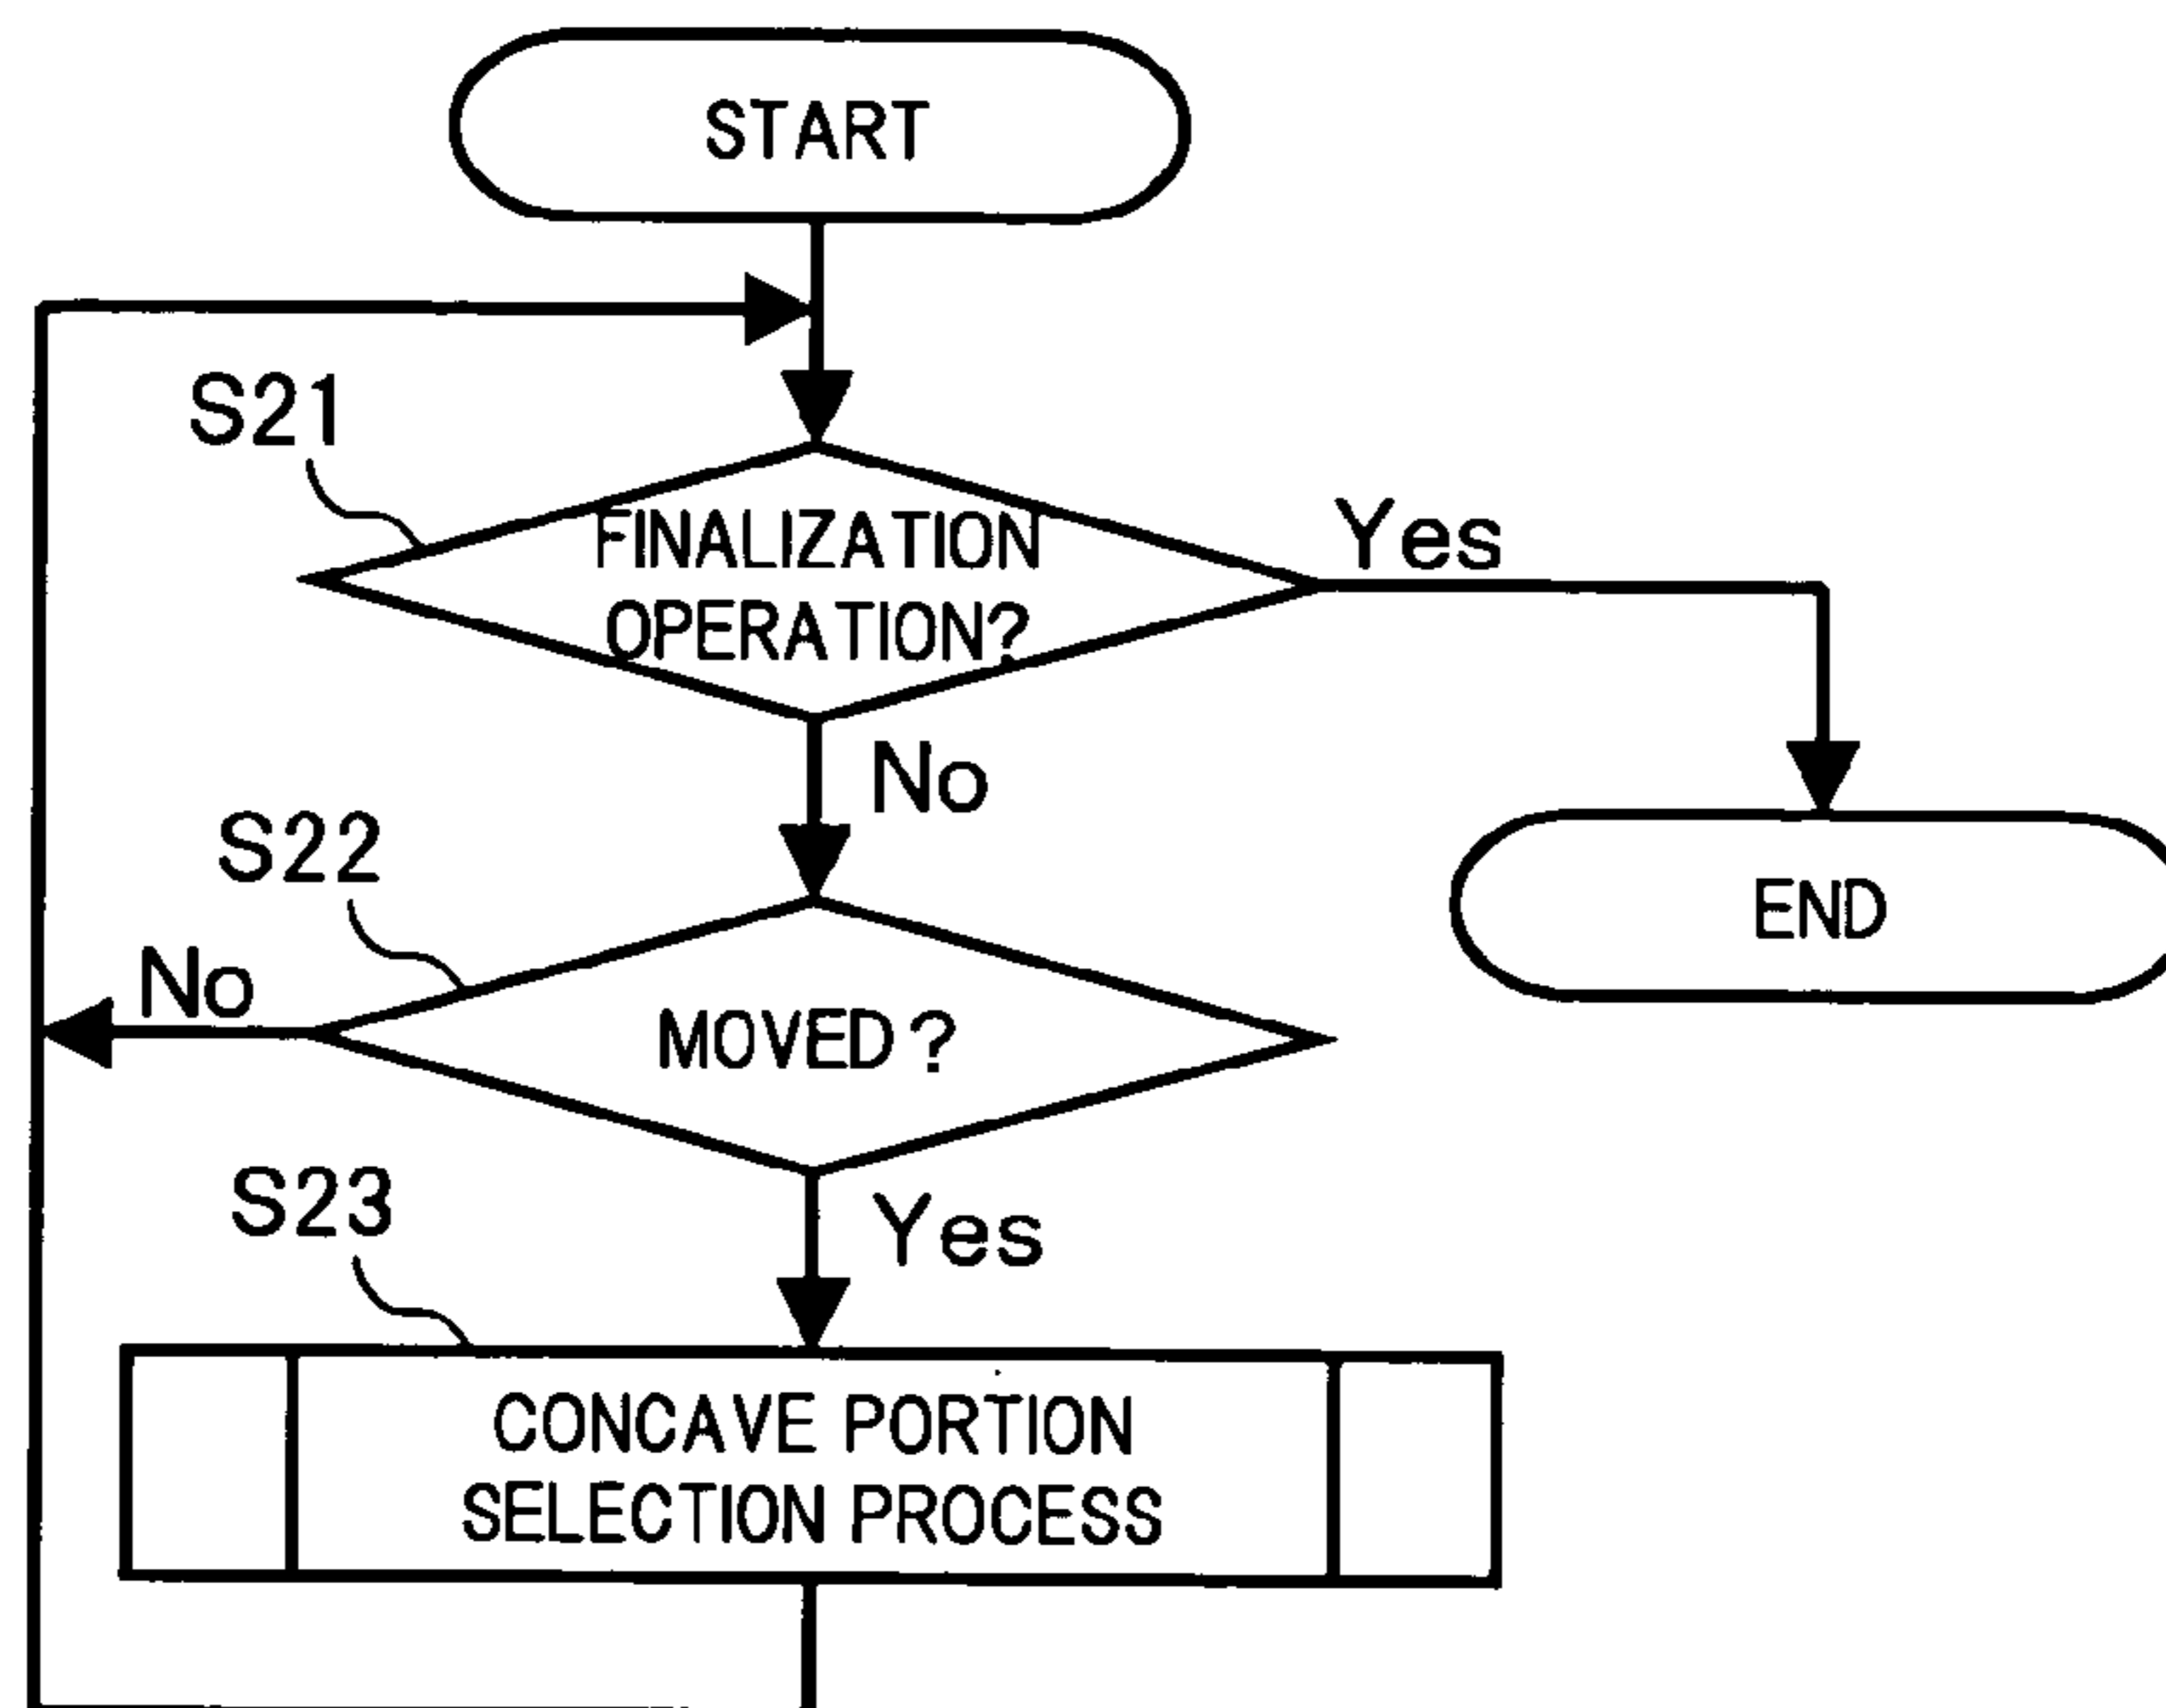 START
S21
FINALIZATION
OPERATION?
Yes
No
S22
END
No
MOVED?
S23
Yes
CONCAVE PORTION
SELECTION PROCESS